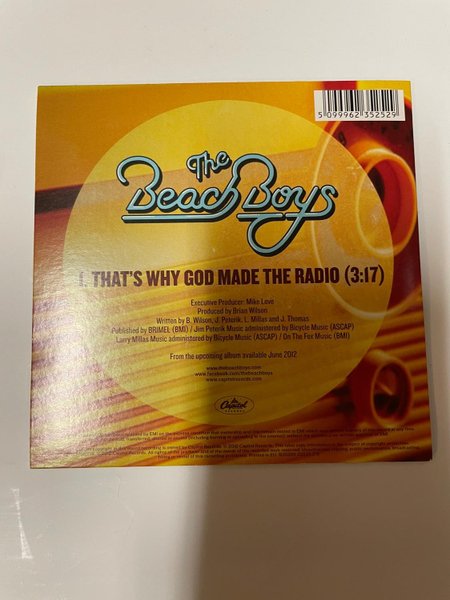 5 099962 352529
The
Beach Boys
1. THAT'S WHY GOD MADE THE RADIO (3:17)
Executive Producer: Mike Love
Produced by Brian Wilson
Written by B. Wilson, J. Peterik, L. Millas and J. Thomas
Published by BRIMEL (BMI) / Jim Peterik Music administered by Bicycle Music (ASCAP)
Larry Millas Music administered by Bicycle Music (ASCAP) / On The Fox Music (BMI)
From the upcoming album available June 2012
www.thebeachboys.com
www.facebook.com/thebeachboys
www.capitolrecords.com
Capitol
RECORDS